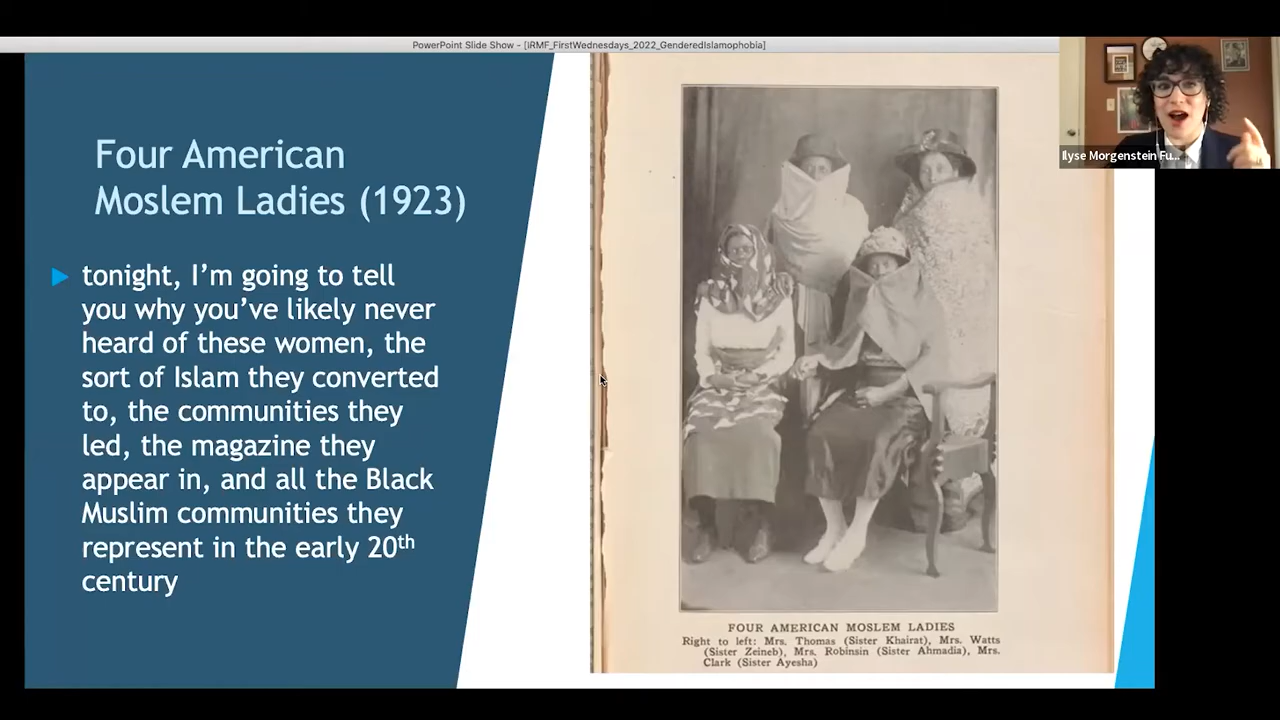 PowerPoint Slide Show - [iRMF_FirstWednesdays_2022_GenderedIslamophobia]
Ilyse Morgenstein Fu...
Four American
Moslem Ladies (1923)
tonight, I'm going to tell
you why you've likely never
heard of these women, the
sort of Islam they converted
to, the communities they
led, the magazine they
appear in, and all the Black
Muslim communities they
represent in the early 20th
century
FOUR AMERICAN MOSLEM LADIES
Right to left: Mrs. Thomas (Sister Khairat), Mrs. Watts
(Sister Zeineb), Mrs. Robinsin (Sister Ahmadia), Mrs.
Clark (Sister Ayesha)